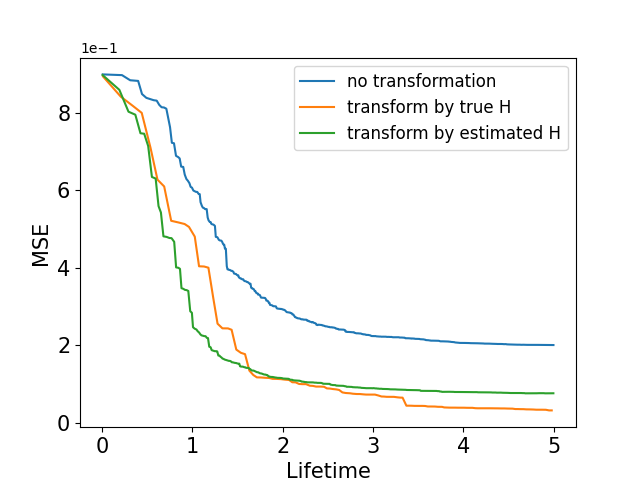 1e−1
no transformation
transform by true H
transform by estimated H
MSE
8
6
4
2
0
0 1 2 3 4 5
Lifetime